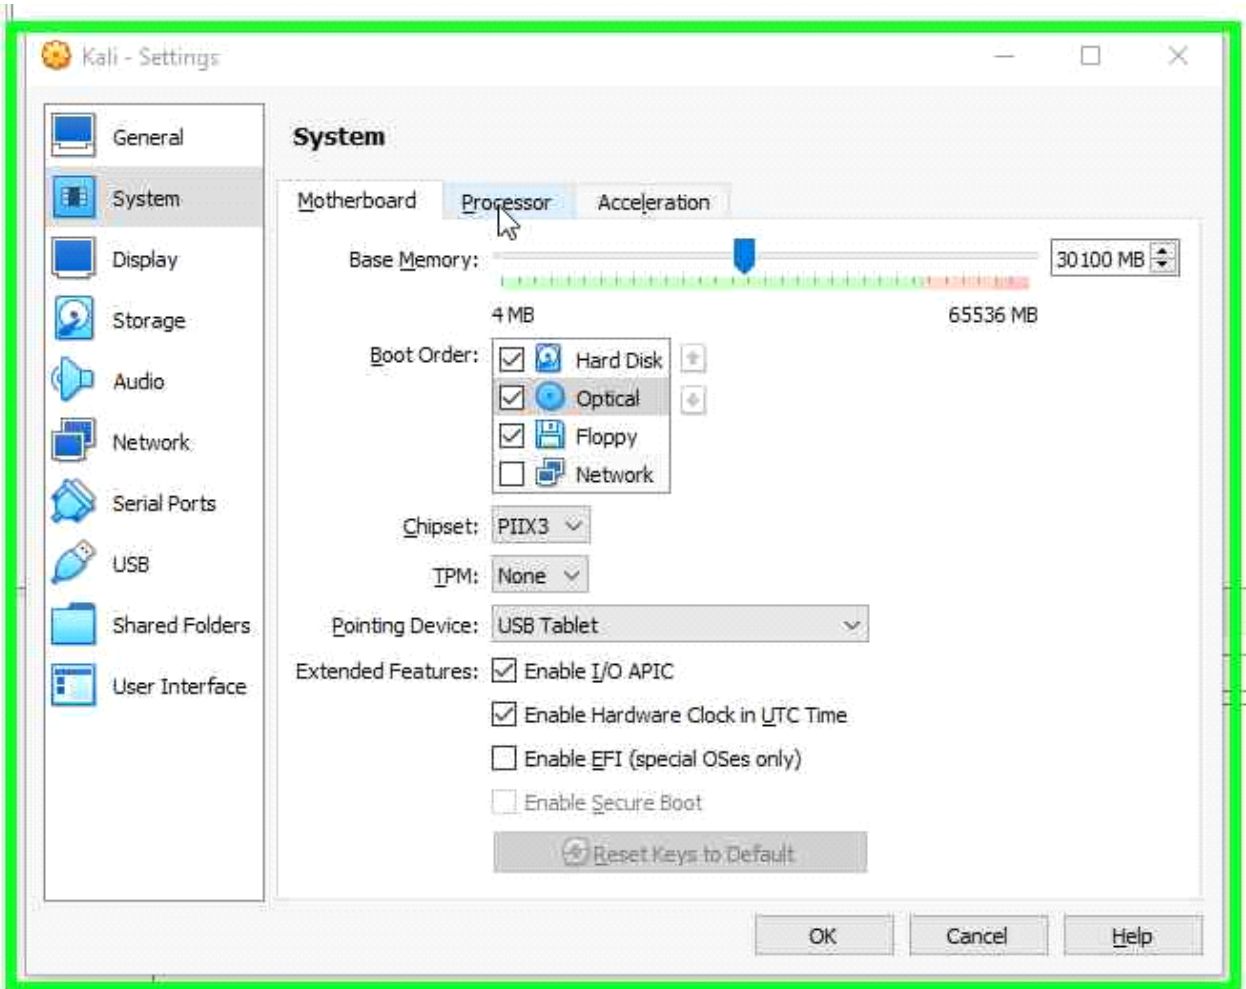 Kali - Settings
General
System
Display
Storage
Audio
Network
Serial Ports
USB
Shared Folders
User Interface
System
Motherboard Processor Acceleration
Base Memory: 30100 MB
4 MB 65536 MB
Boot Order: Hard Disk
Optical
Floppy
Network
Chipset: PIIX3
TPM: None
Pointing Device: USB Tablet
Extended Features: Enable I/O APIC
Enable Hardware Clock in UTC Time
Enable EFI (special OSes only)
Enable Secure Boot
Reset Keys to Default
OK Cancel Help